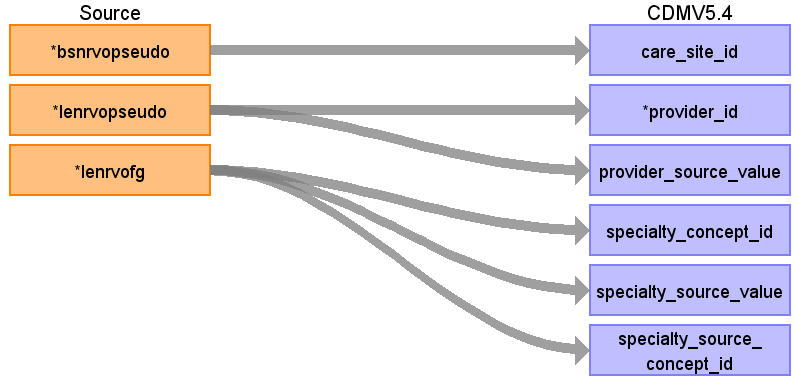 Source
CDMV5.4
*bsnrvopseudo
care_site_id
*lenrvopseudo
*provider_id
provider_source_value
*lenrvofg
specialty_concept_id
specialty_source_value
specialty_source_
concept_id